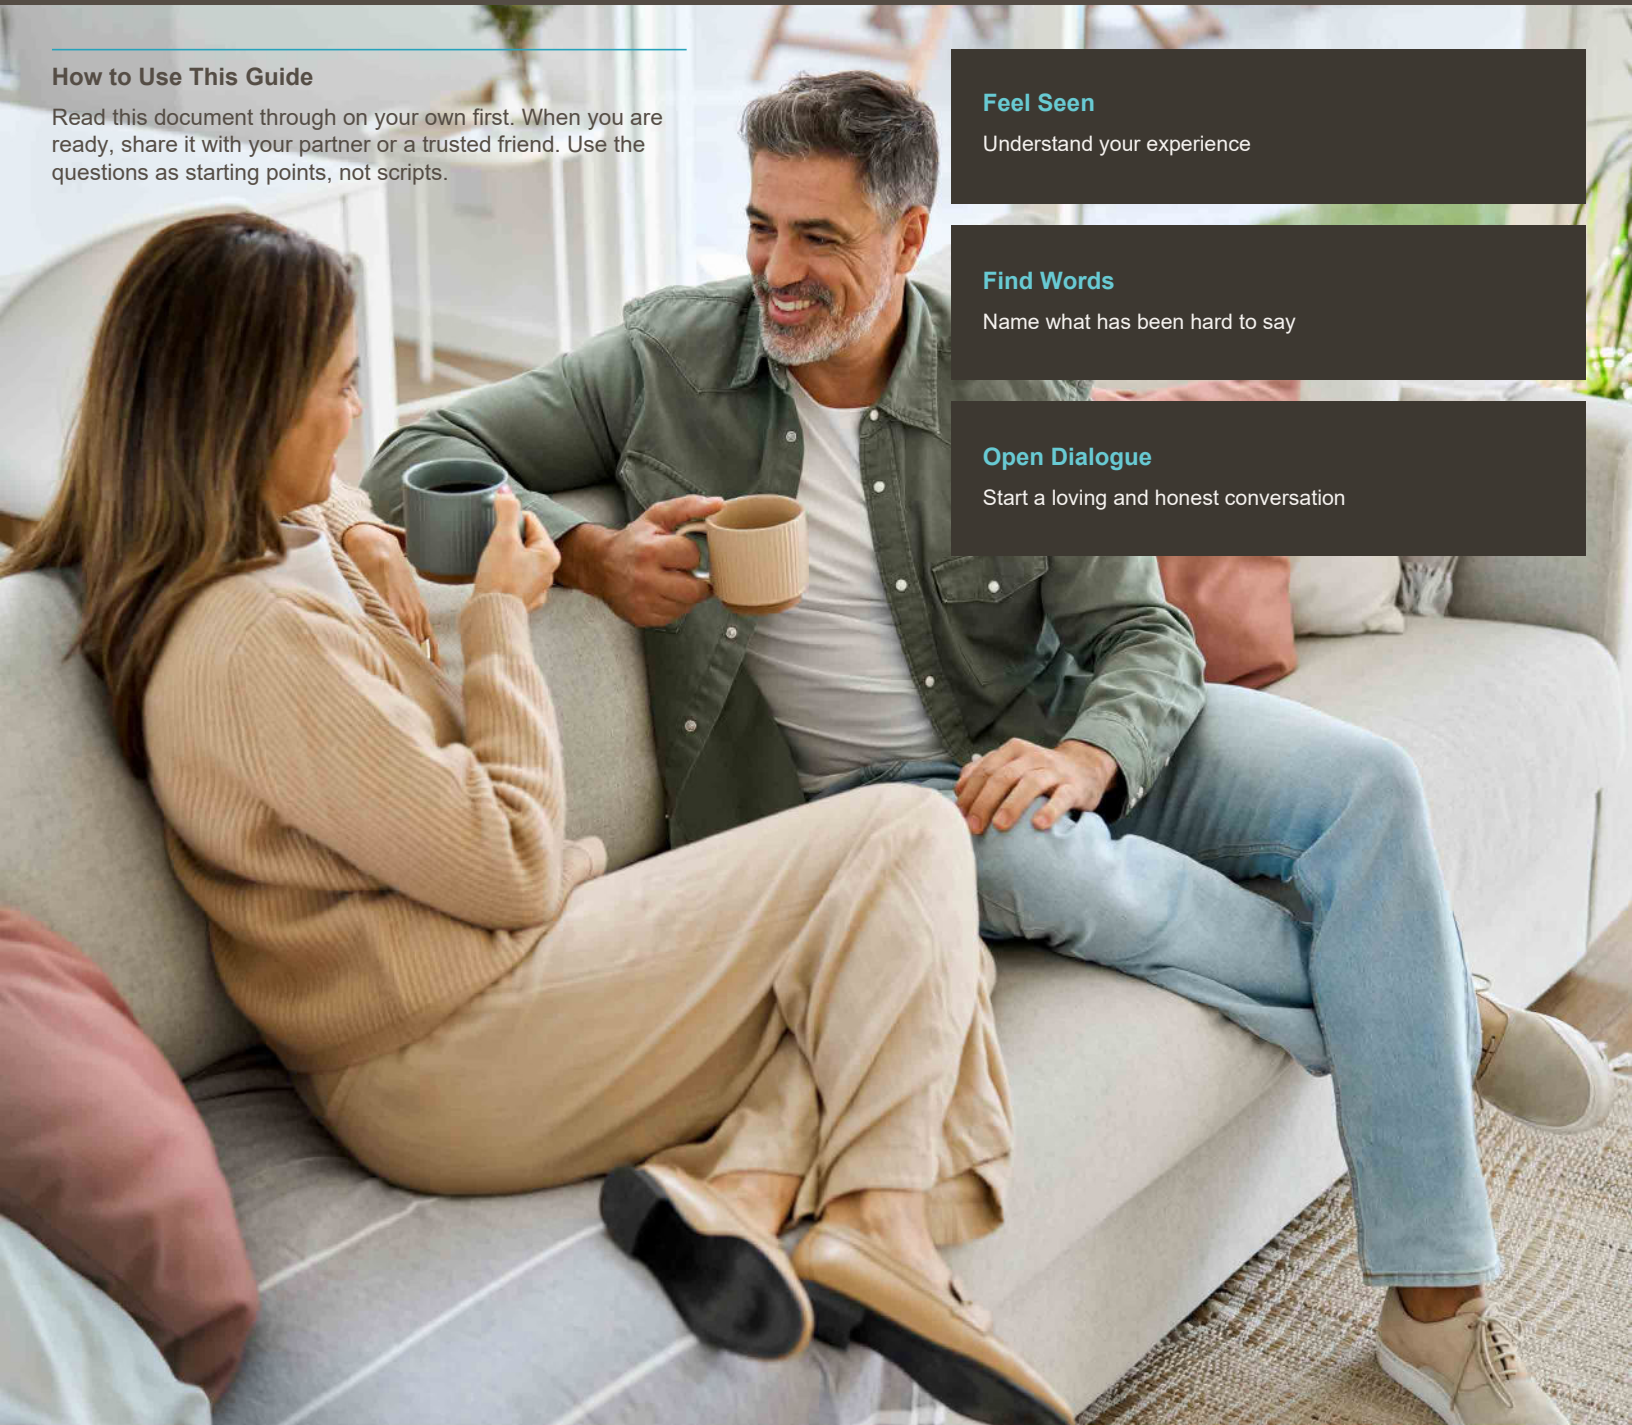 How to Use This Guide
Read this document through on your own first. When you are
ready, share it with your partner or a trusted friend. Use the
questions as starting points, not scripts.
Feel Seen
Understand your experience
Find Words
Name what has been hard to say
Open Dialogue
Start a loving and honest conversation